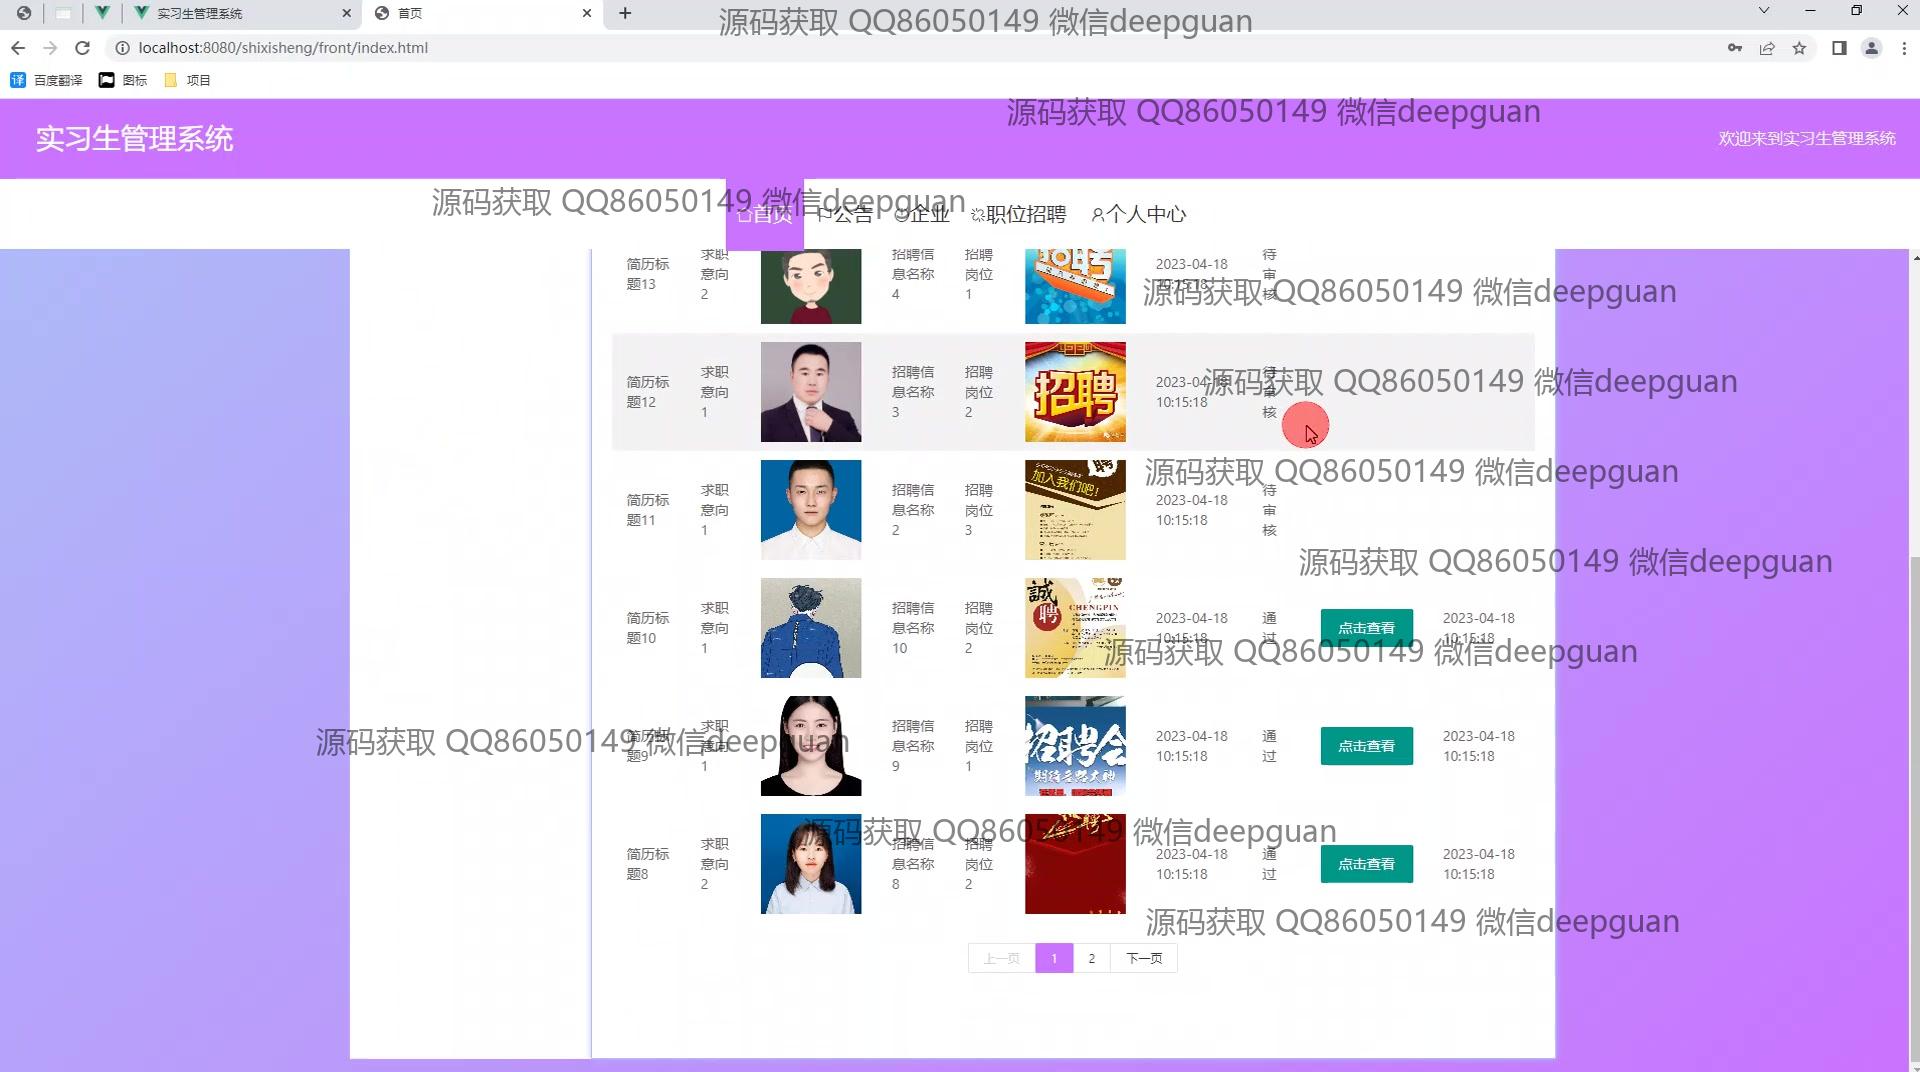 实习生管理系统
首页
源码获取 QQ86050149 微信deepguan
localhost:8080/shixisheng/front/index.html
百度翻译 图标 项目
源码获取 QQ86050149 微信deepguan
实习生管理系统
欢迎来到实习生管理系统
源码获取 QQ86050149 微信deepguan
首页 公告 企业 职位招聘 个人中心
简历标题13 求职意向2 招聘信息名称4 招聘岗位1 2023-04-18 10:15:18 待审核
源码获取 QQ86050149 微信deepguan
简历标题12 求职意向1 招聘信息名称3 招聘岗位2 招聘 2023-04-18 10:15:18 待审核
源码获取 QQ86050149 微信deepguan
源码获取 QQ86050149 微信deepguan
简历标题11 求职意向1 招聘信息名称2 招聘岗位3 聘 加入我们吧! 2023-04-18 10:15:18 待审核
源码获取 QQ86050149 微信deepguan
简历标题10 求职意向1 招聘信息名称10 招聘岗位2 誠聘 CHENGPIN 2023-04-18 10:15:18 通过 点击查看 2023-04-18 10:15:18
源码获取 QQ86050149 微信deepguan
源码获取 QQ86050149 微信deepguan
简历标题9 求职意向1 招聘信息名称9 招聘岗位1 招聘会 2023-04-18 10:15:18 通过 点击查看 2023-04-18 10:15:18
源码获取 QQ86050149 微信deepguan
简历标题8 求职意向2 招聘信息名称8 招聘岗位2 2023-04-18 10:15:18 通过 点击查看 2023-04-18 10:15:18
源码获取 QQ86050149 微信deepguan
上一页 1 2 下一页